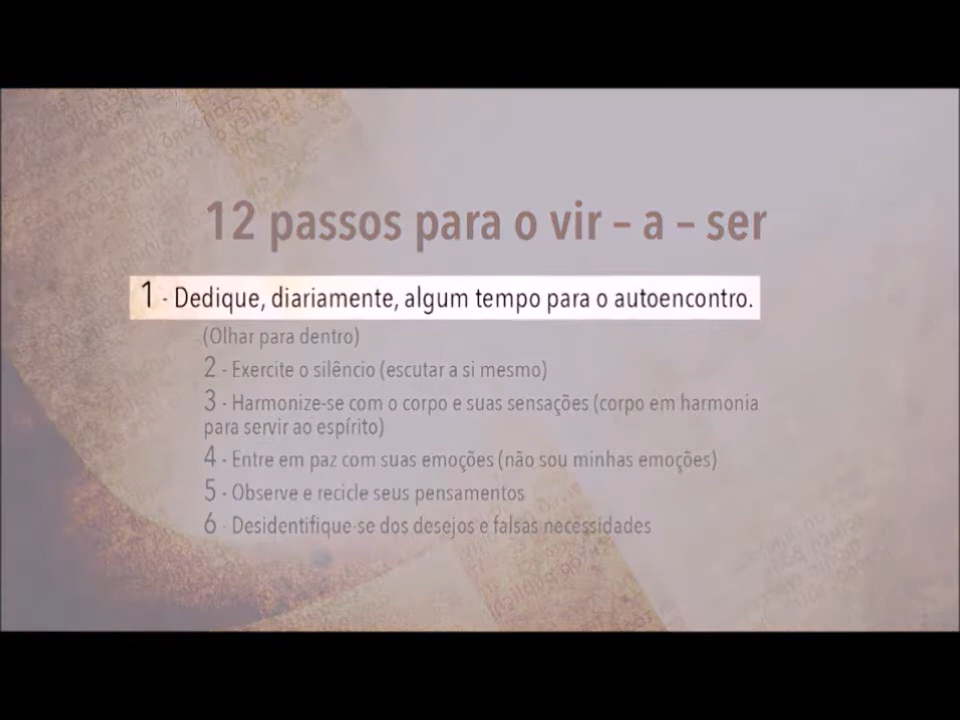 12 passos para o vir – a – ser
1 - Dedique, diariamente, algum tempo para o autoencontro.
(Olhar para dentro)
2 - Exercite o silêncio (escutar a si mesmo)
3 - Harmonize-se com o corpo e suas sensações (corpo em harmonia
para servir ao espírito)
4 - Entre em paz com suas emoções (não sou minhas emoções)
5 - Observe e recicle seus pensamentos
6 - Desidentifique-se dos desejos e falsas necessidades